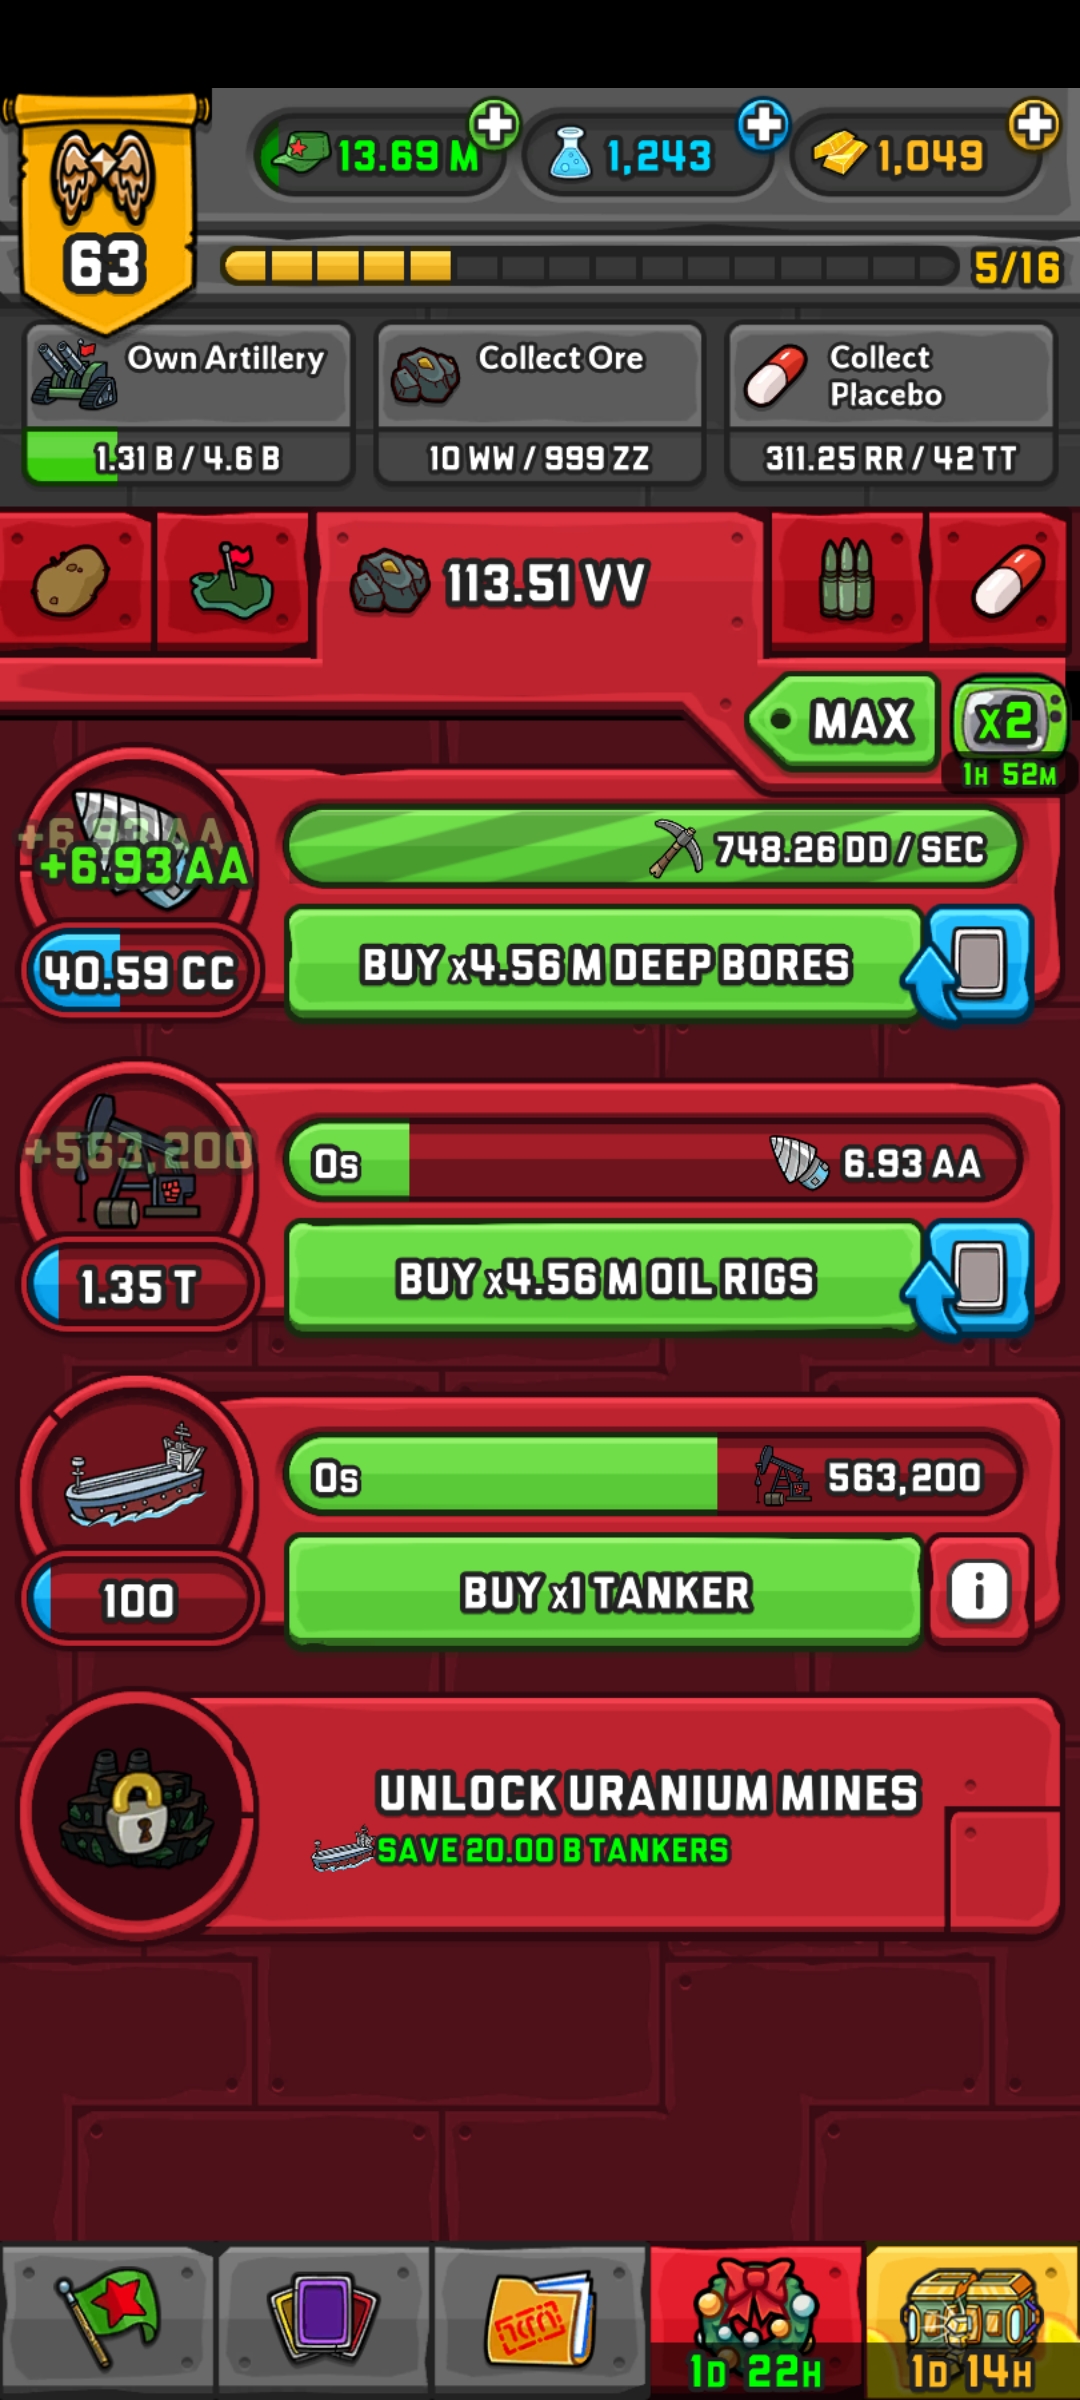 63
13.69 M
1,243
1,049
5/16
Own Artillery
1.31 B / 4.6 B
Collect Ore
10 WW / 999 ZZ
Collect
Placebo
311.25 RR / 42 TT
113.51 VV
MAX
x2
1H 52M
+6.93 AA
+6.93 AA
40.59 CC
748.26 DD / SEC
BUY x4.56 M DEEP BORES
+563,200
1.35 T
0s
6.93 AA
BUY x4.56 M OIL RIGS
100
0s
563,200
BUY x1 TANKER
i
UNLOCK URANIUM MINES
SAVE 20.00 B TANKERS
1D 22H
1D 14H